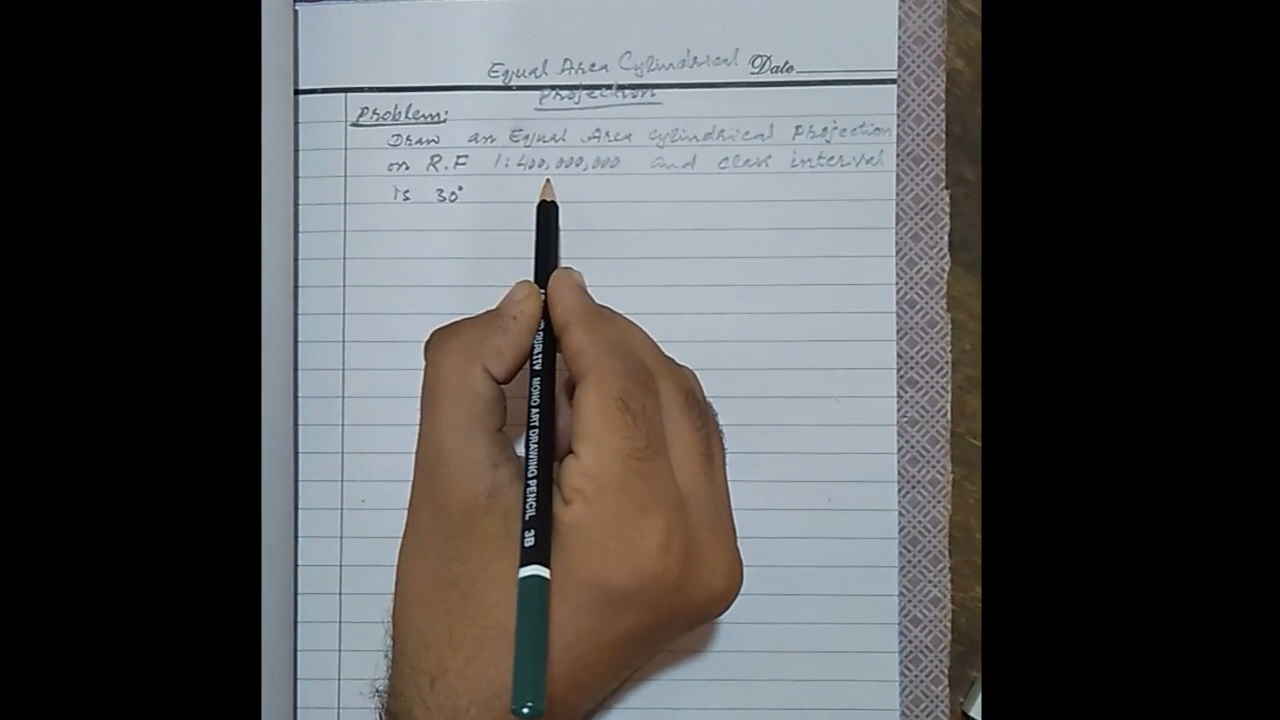 Equal Area Cylindrical Date
Projection
Problem:
Draw an Equal Area Cylindrical Projection
on R.F 1:400,000,000 and class interval
is 30°
QUALITY MONO ART DRAWING PENCIL 3B